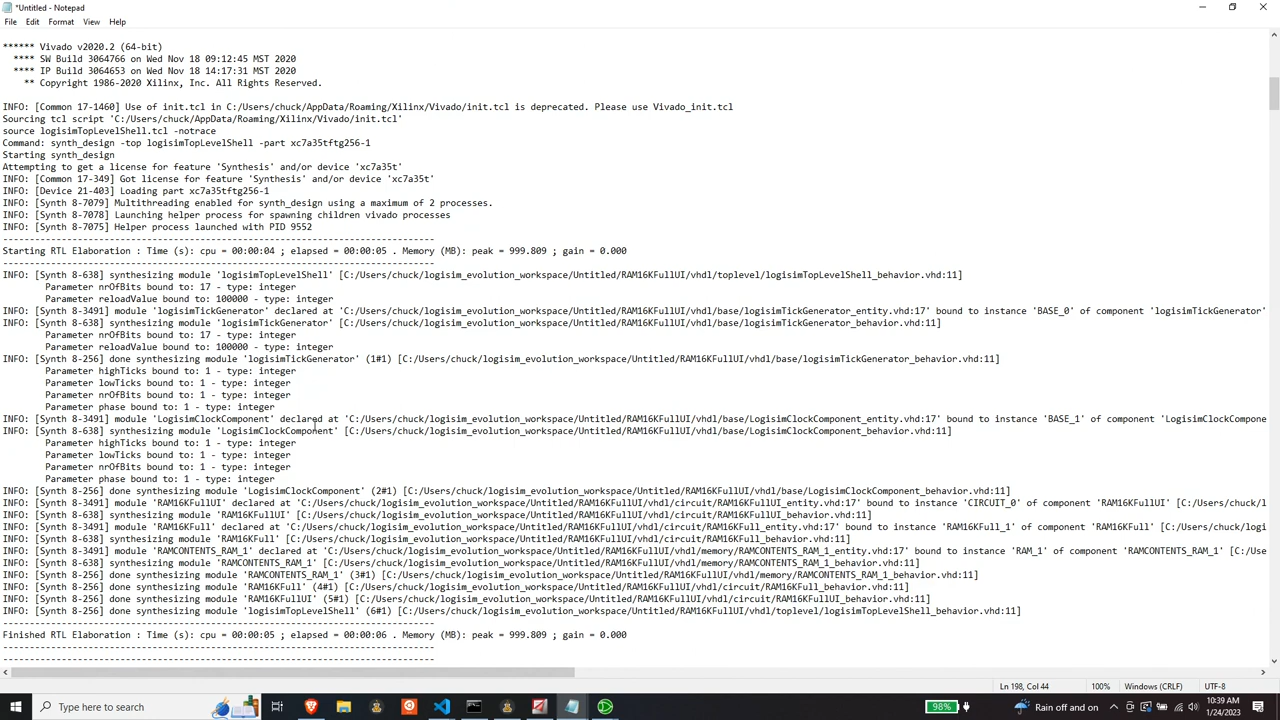 *Untitled - Notepad
File Edit Format View Help
****** Vivado v2020.2 (64-bit)
**** SW Build 3064766 on Wed Nov 18 09:12:45 MST 2020
**** IP Build 3064653 on Wed Nov 18 14:17:31 MST 2020
** Copyright 1986-2020 Xilinx, Inc. All Rights Reserved.
INFO: [Common 17-1460] Use of init.tcl in C:/Users/chuck/AppData/Roaming/Xilinx/Vivado/init.tcl is deprecated. Please use Vivado_init.tcl
Sourcing tcl script 'C:/Users/chuck/AppData/Roaming/Xilinx/Vivado/init.tcl'
source logisimTopLevelShell.tcl -notrace
Command: synth_design -top logisimTopLevelShell -part xc7a35tftg256-1
Starting synth_design
Attempting to get a license for feature 'Synthesis' and/or device 'xc7a35t'
INFO: [Common 17-349] Got license for feature 'Synthesis' and/or device 'xc7a35t'
INFO: [Device 21-403] Loading part xc7a35tftg256-1
INFO: [Synth 8-7079] Multithreading enabled for synth_design using a maximum of 2 processes.
INFO: [Synth 8-7078] Launching helper process for spawning children vivado processes
INFO: [Synth 8-7075] Helper process launched with PID 9552
---------------------------------------------------------------------------------
Starting RTL Elaboration : Time (s): cpu = 00:00:04 ; elapsed = 00:00:05 . Memory (MB): peak = 999.809 ; gain = 0.000
---------------------------------------------------------------------------------
INFO: [Synth 8-638] synthesizing module 'logisimTopLevelShell' [C:/Users/chuck/logisim_evolution_workspace/Untitled/RAM16KFullUI/vhdl/toplevel/logisimTopLevelShell_behavior.vhd:11]
Parameter nrOfBits bound to: 17 - type: integer
Parameter reloadValue bound to: 100000 - type: integer
INFO: [Synth 8-3491] module 'logisimTickGenerator' declared at 'C:/Users/chuck/logisim_evolution_workspace/Untitled/RAM16KFullUI/vhdl/base/logisimTickGenerator_entity.vhd:17' bound to instance 'BASE_0' of component 'logisimTickGenerator'
INFO: [Synth 8-638] synthesizing module 'logisimTickGenerator' [C:/Users/chuck/logisim_evolution_workspace/Untitled/RAM16KFullUI/vhdl/base/logisimTickGenerator_behavior.vhd:11]
Parameter nrOfBits bound to: 17 - type: integer
Parameter reloadValue bound to: 100000 - type: integer
INFO: [Synth 8-256] done synthesizing module 'logisimTickGenerator' (1#1) [C:/Users/chuck/logisim_evolution_workspace/Untitled/RAM16KFullUI/vhdl/base/logisimTickGenerator_behavior.vhd:11]
Parameter highTicks bound to: 1 - type: integer
Parameter lowTicks bound to: 1 - type: integer
Parameter nrOfBits bound to: 1 - type: integer
Parameter phase bound to: 1 - type: integer
INFO: [Synth 8-3491] module 'LogisimClockComponent' declared at 'C:/Users/chuck/logisim_evolution_workspace/Untitled/RAM16KFullUI/vhdl/base/LogisimClockComponent_entity.vhd:17' bound to instance 'BASE_1' of component 'LogisimClockCompone
INFO: [Synth 8-638] synthesizing module 'LogisimClockComponent' [C:/Users/chuck/logisim_evolution_workspace/Untitled/RAM16KFullUI/vhdl/base/LogisimClockComponent_behavior.vhd:11]
Parameter highTicks bound to: 1 - type: integer
Parameter lowTicks bound to: 1 - type: integer
Parameter nrOfBits bound to: 1 - type: integer
Parameter phase bound to: 1 - type: integer
INFO: [Synth 8-256] done synthesizing module 'LogisimClockComponent' (2#1) [C:/Users/chuck/logisim_evolution_workspace/Untitled/RAM16KFullUI/vhdl/base/LogisimClockComponent_behavior.vhd:11]
INFO: [Synth 8-3491] module 'RAM16KFullUI' declared at 'C:/Users/chuck/logisim_evolution_workspace/Untitled/RAM16KFullUI/vhdl/circuit/RAM16KFullUI_entity.vhd:17' bound to instance 'CIRCUIT_0' of component 'RAM16KFullUI' [C:/Users/chuck/l
INFO: [Synth 8-638] synthesizing module 'RAM16KFullUI' [C:/Users/chuck/logisim_evolution_workspace/Untitled/RAM16KFullUI/vhdl/circuit/RAM16KFullUI_behavior.vhd:11]
INFO: [Synth 8-3491] module 'RAM16KFull' declared at 'C:/Users/chuck/logisim_evolution_workspace/Untitled/RAM16KFullUI/vhdl/circuit/RAM16KFull_entity.vhd:17' bound to instance 'RAM16KFull_1' of component 'RAM16KFull' [C:/Users/chuck/logi
INFO: [Synth 8-638] synthesizing module 'RAM16KFull' [C:/Users/chuck/logisim_evolution_workspace/Untitled/RAM16KFullUI/vhdl/circuit/RAM16KFull_behavior.vhd:11]
INFO: [Synth 8-3491] module 'RAMCONTENTS_RAM_1' declared at 'C:/Users/chuck/logisim_evolution_workspace/Untitled/RAM16KFullUI/vhdl/memory/RAMCONTENTS_RAM_1_entity.vhd:17' bound to instance 'RAM_1' of component 'RAMCONTENTS_RAM_1' [C:/Use
INFO: [Synth 8-638] synthesizing module 'RAMCONTENTS_RAM_1' [C:/Users/chuck/logisim_evolution_workspace/Untitled/RAM16KFullUI/vhdl/memory/RAMCONTENTS_RAM_1_behavior.vhd:11]
INFO: [Synth 8-256] done synthesizing module 'RAMCONTENTS_RAM_1' (3#1) [C:/Users/chuck/logisim_evolution_workspace/Untitled/RAM16KFullUI/vhdl/memory/RAMCONTENTS_RAM_1_behavior.vhd:11]
INFO: [Synth 8-256] done synthesizing module 'RAM16KFull' (4#1) [C:/Users/chuck/logisim_evolution_workspace/Untitled/RAM16KFullUI/vhdl/circuit/RAM16KFull_behavior.vhd:11]
INFO: [Synth 8-256] done synthesizing module 'RAM16KFullUI' (5#1) [C:/Users/chuck/logisim_evolution_workspace/Untitled/RAM16KFullUI/vhdl/circuit/RAM16KFullUI_behavior.vhd:11]
INFO: [Synth 8-256] done synthesizing module 'logisimTopLevelShell' (6#1) [C:/Users/chuck/logisim_evolution_workspace/Untitled/RAM16KFullUI/vhdl/toplevel/logisimTopLevelShell_behavior.vhd:11]
---------------------------------------------------------------------------------
Finished RTL Elaboration : Time (s): cpu = 00:00:05 ; elapsed = 00:00:06 . Memory (MB): peak = 999.809 ; gain = 0.000
---------------------------------------------------------------------------------
---------------------------------------------------------------------------------
Ln 198, Col 44 100% Windows (CRLF) UTF-8
Type here to search 98% Rain off and on 10:39 AM
1/24/2023